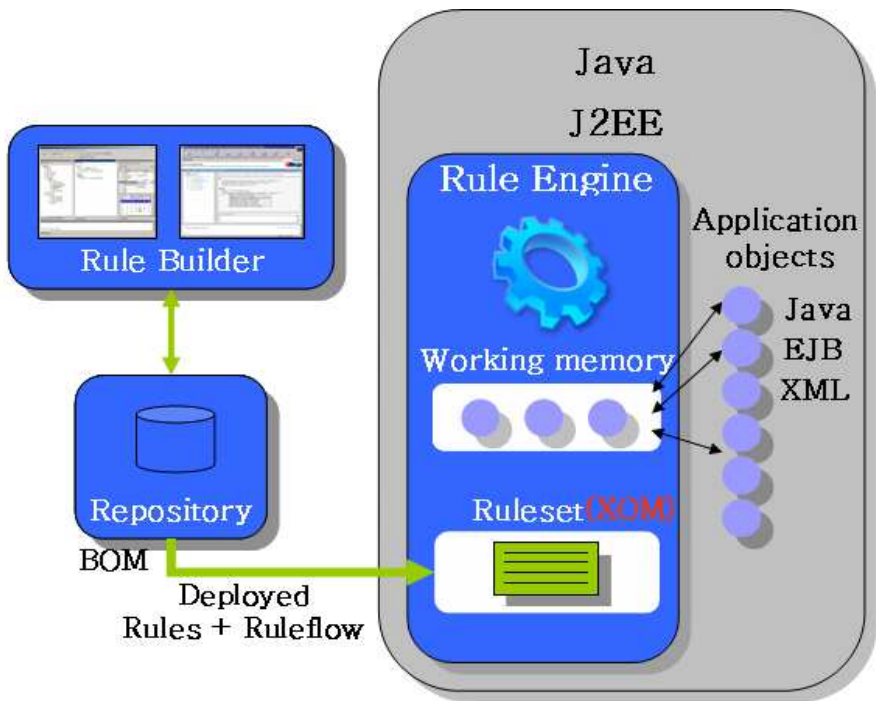 Java
J2EE
Rule Builder
Rule Engine
Application
objects
Java
EJB
XML
Working memory
Repository
Ruleset(XOM)
BOM
Deployed
Rules + Ruleflow